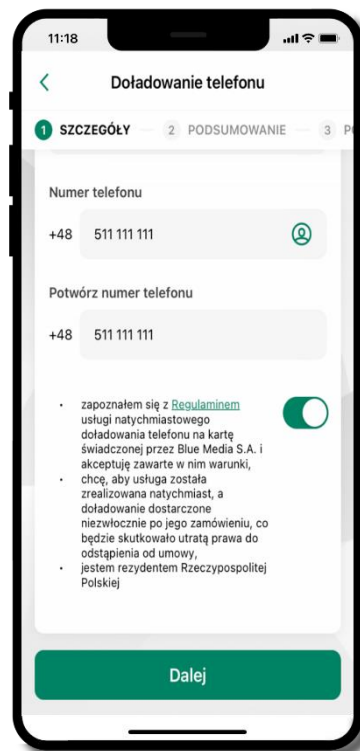 11:18
Doładowanie telefonu
1 SZCZEGÓŁY 2 PODSUMOWANIE 3
Numer telefonu
+48 511 111 111
Potwórz numer telefonu
+48 511 111 111
• zapoznałem się z Regulaminem
usługi natychmiastowego
doładowania telefonu na kartę
świadczonej przez Blue Media S.A. i
akceptuję zawarte w nim warunki,
• chcę, aby usługa została
zrealizowana natychmiast, a
doładowanie dostarczone
niezwłocznie po jego zamówieniu, co
będzie skutkowało utratą prawa do
odstąpienia od umowy,
• jestem rezydentem Rzeczypospolitej
Polskiej
Dalej